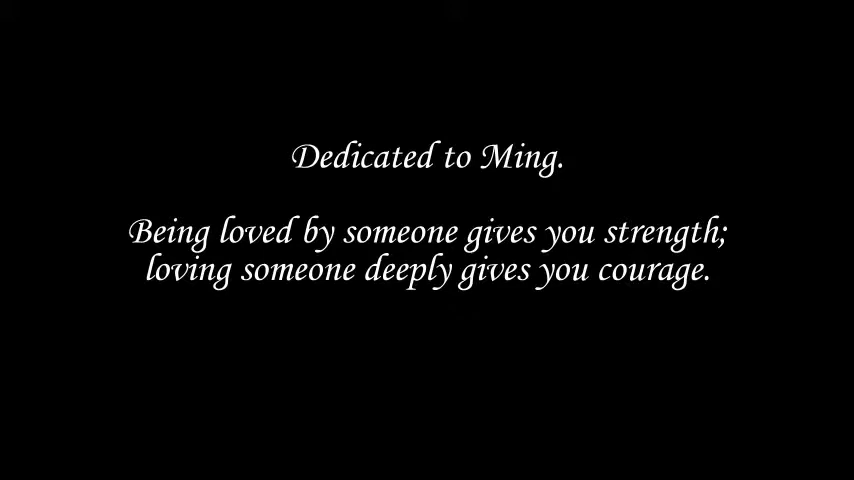 Dedicated to Ming.
Being loved by someone gives you strength;
loving someone deeply gives you courage.